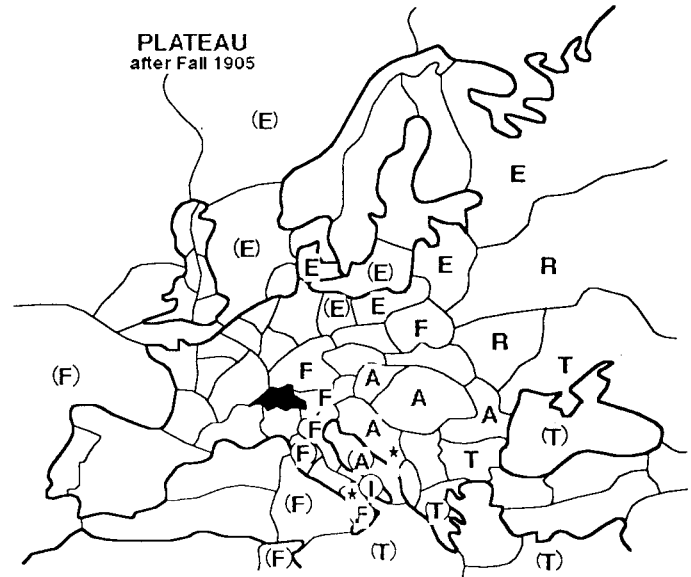 PLATEAU
after Fall 1905
(E)
E
(E)
E (E) E R
(E) E
F R
F T
(F) A
F A
A
F A (T)
(F) (A) * T
* I
(F) F T
(F) (T) (T)